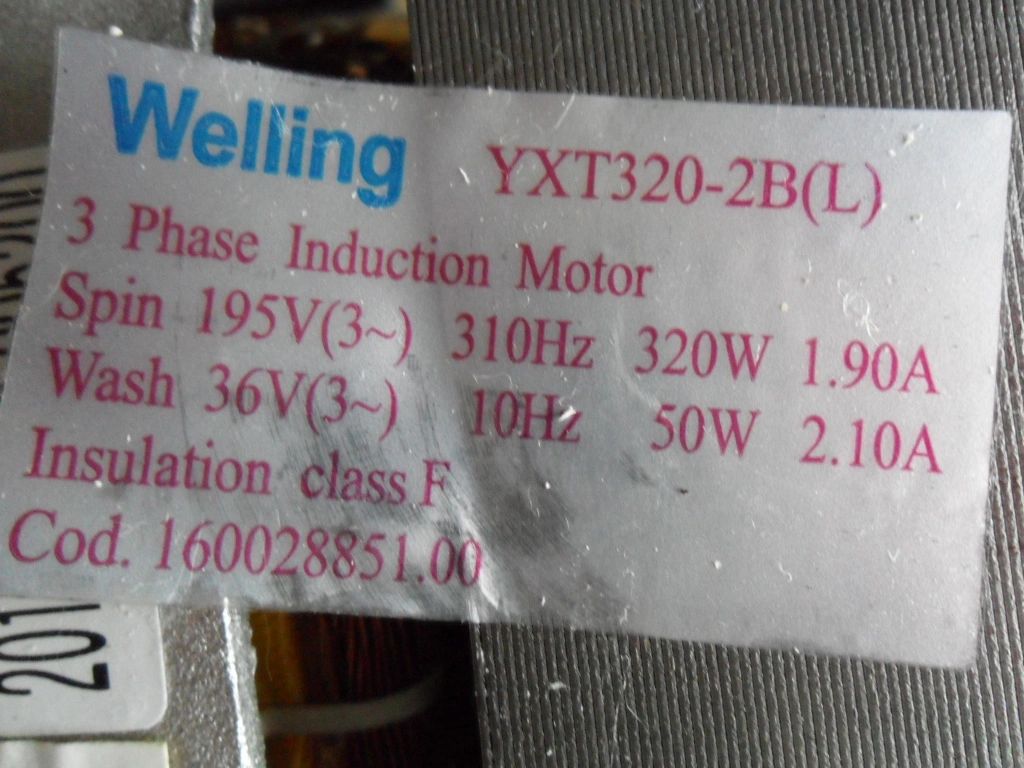 Welling YXT320-2B(L)
3 Phase Induction Motor
Spin 195V(3~) 310Hz 320W 1.90A
Wash 36V(3~) 10Hz 50W 2.10A
Insulation class F
Cod. 160028851.00
201